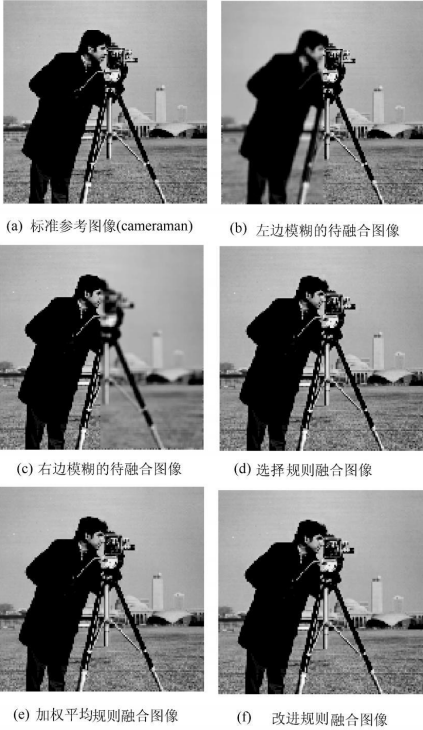 (a) 标准参考图像(cameraman)
(b) 左边模糊的待融合图像
(c) 右边模糊的待融合图像
(d) 选择规则融合图像
(e) 加权平均规则融合图像
(f) 改进规则融合图像